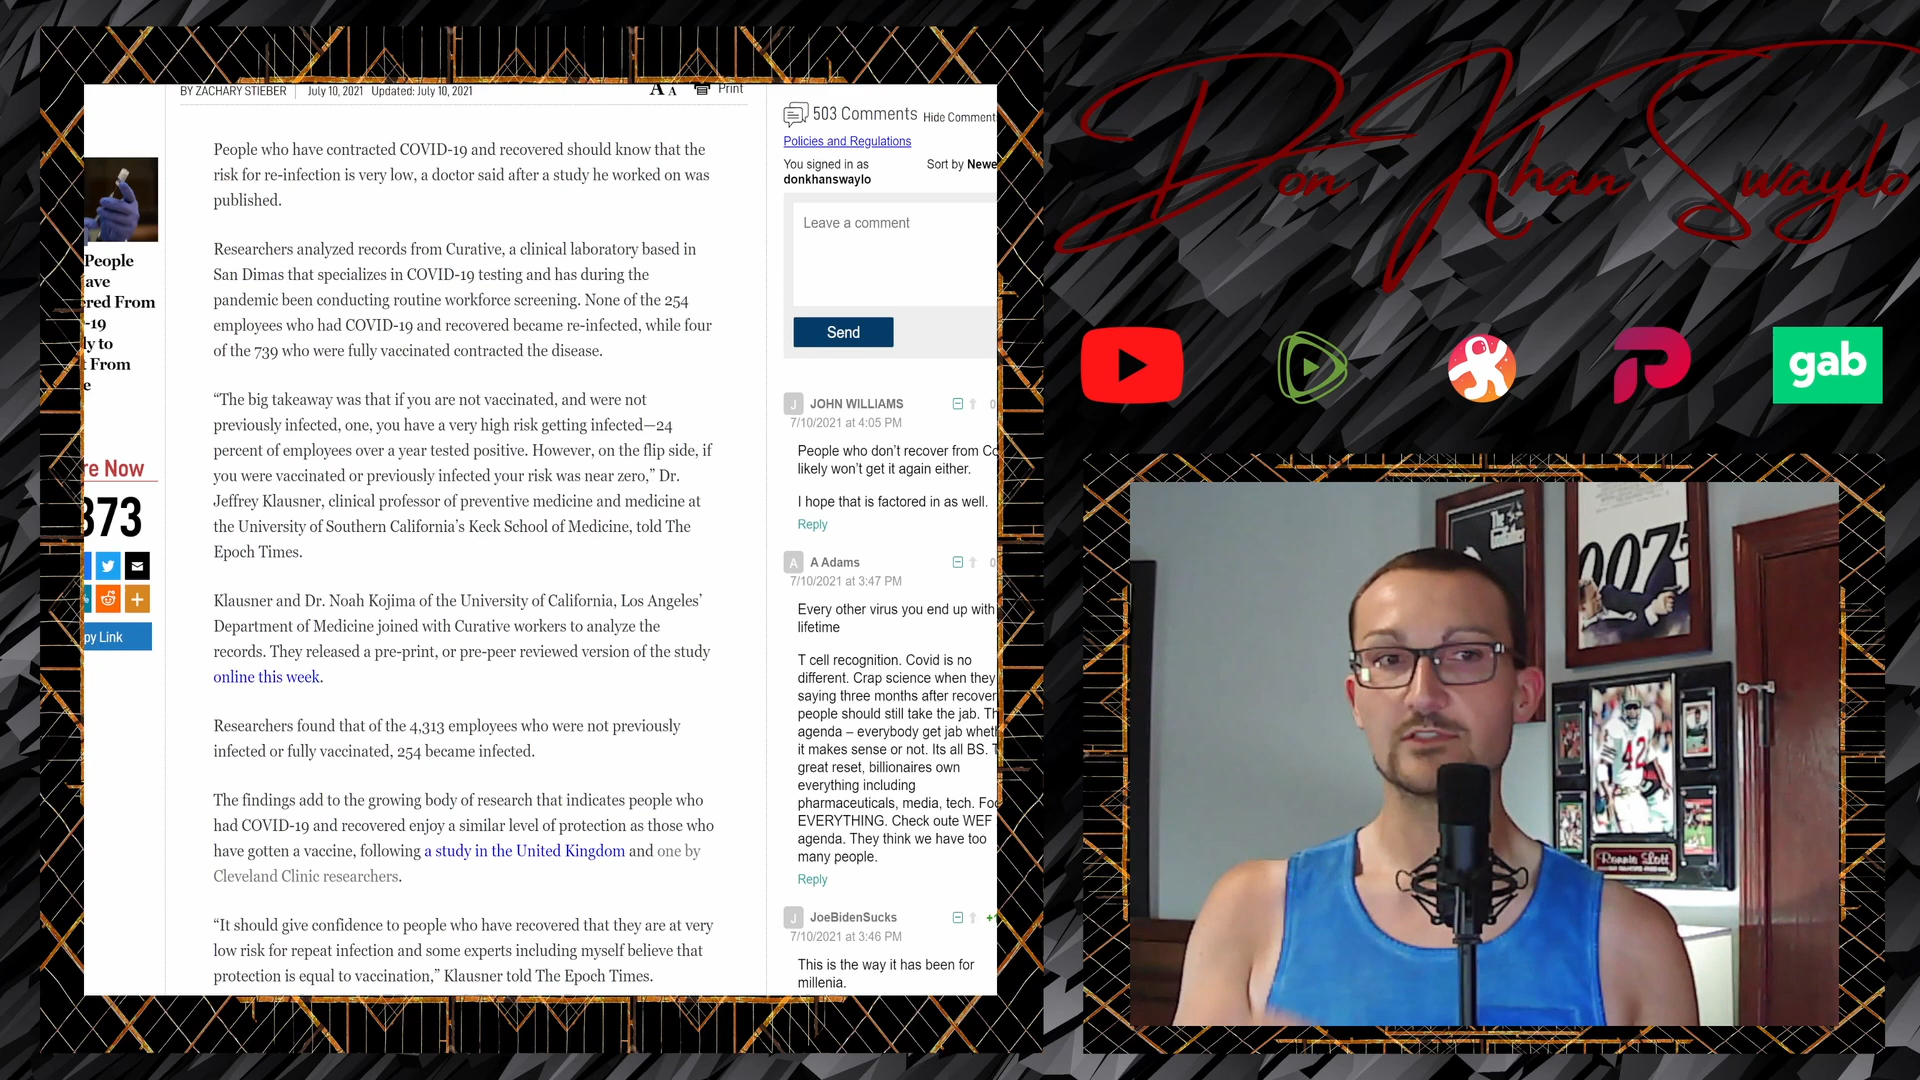 BY ZACHARY STIEBER
July 10, 2021 Updated: July 10, 2021
A A Print
People who have contracted COVID-19 and recovered should know that the
risk for re-infection is very low, a doctor said after a study he worked on was
published.
Researchers analyzed records from Curative, a clinical laboratory based in
San Dimas that specializes in COVID-19 testing and has during the
pandemic been conducting routine workforce screening. None of the 254
employees who had COVID-19 and recovered became re-infected, while four
of the 739 who were fully vaccinated contracted the disease.
“The big takeaway was that if you are not vaccinated, and were not
previously infected, one, you have a very high risk getting infected—24
percent of employees over a year tested positive. However, on the flip side, if
you were vaccinated or previously infected your risk was near zero,” Dr.
Jeffrey Klausner, clinical professor of preventive medicine and medicine at
the University of Southern California’s Keck School of Medicine, told The
Epoch Times.
Klausner and Dr. Noah Kojima of the University of California, Los Angeles’
Department of Medicine joined with Curative workers to analyze the
records. They released a pre-print, or pre-peer reviewed version of the study
online this week.
Researchers found that of the 4,313 employees who were not previously
infected or fully vaccinated, 254 became infected.
The findings add to the growing body of research that indicates people who
had COVID-19 and recovered enjoy a similar level of protection as those who
have gotten a vaccine, following a study in the United Kingdom and one by
Cleveland Clinic researchers.
“It should give confidence to people who have recovered that they are at very
low risk for repeat infection and some experts including myself believe that
protection is equal to vaccination,” Klausner told The Epoch Times.
People
ave
ered From
-19
ly to
t From
e
re Now
373
py Link
503 Comments Hide Comment
Policies and Regulations
You signed in as
donkhanswaylo
Sort by Newe
Leave a comment
Send
J JOHN WILLIAMS 0
7/10/2021 at 4:05 PM
People who don’t recover from Co
likely won’t get it again either.
I hope that is factored in as well.
Reply
A A Adams 0
7/10/2021 at 3:47 PM
Every other virus you end up with
lifetime
T cell recognition. Covid is no
different. Crap science when they
saying three months after recover
people should still take the jab. Th
agenda – everybody get jab wheth
it makes sense or not. Its all BS. T
great reset, billionaires own
everything including
pharmaceuticals, media, tech. Foo
EVERYTHING. Check oute WEF
agenda. They think we have too
many people.
Reply
J JoeBidenSucks +1
7/10/2021 at 3:46 PM
This is the way it has been for
millenia.
Don Khan Swaylo
gab
The
007
42
Ronnie Slott